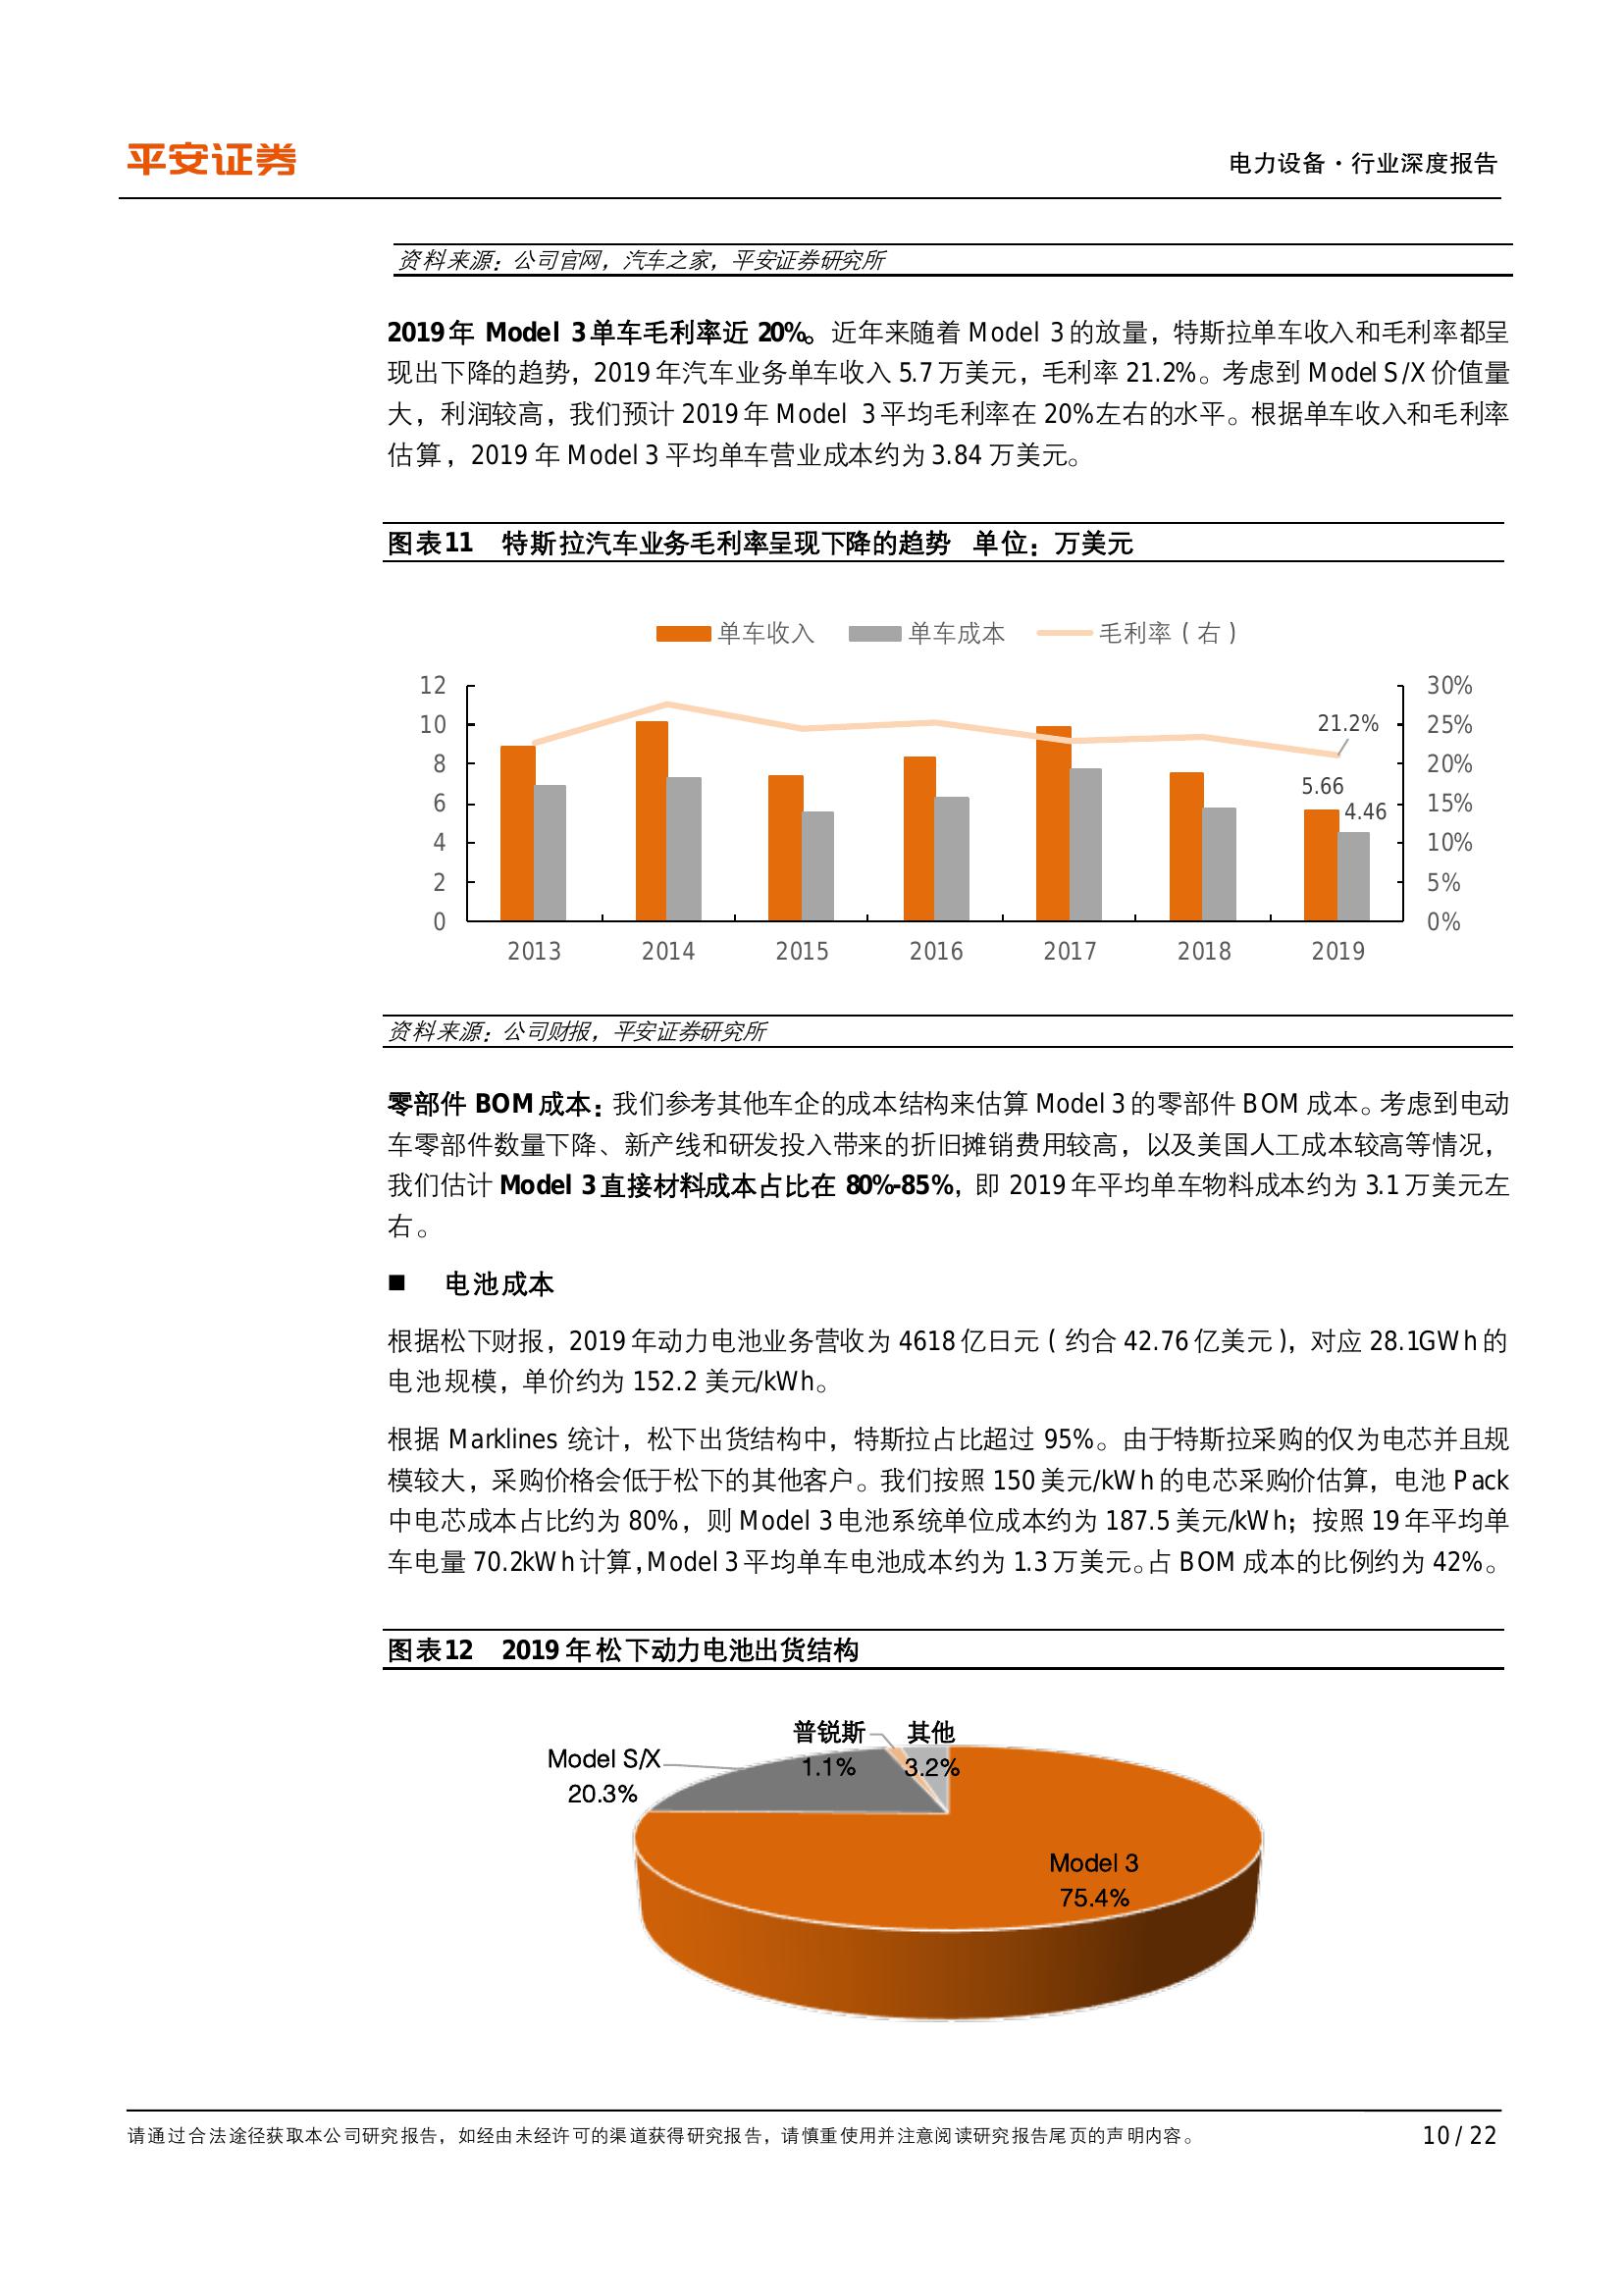 平安证券
电力设备·行业深度报告
资料来源：公司官网，汽车之家，平安证券研究所
2019年 Model 3单车毛利率近 20%。近年来随着 Model 3的放量，特斯拉单车收入和毛利率都呈
现出下降的趋势，2019年汽车业务单车收入 5.7万美元，毛利率 21.2%。考虑到 Model S/X 价值量
大，利润较高，我们预计 2019年 Model 3平均毛利率在 20%左右的水平。根据单车收入和毛利率
估算，2019 年 Model 3 平均单车营业成本约为 3.84 万美元。
图表11 特斯拉汽车业务毛利率呈现下降的趋势 单位：万美元
单车收入 单车成本 毛利率（右）
12 30%
10 25%
21.2%
8 20%
5.66
6 15%
4.46
4 10%
2 5%
0 0%
2013 2014 2015 2016 2017 2018 2019
资料来源：公司财报，平安证券研究所
零部件 BOM成本：我们参考其他车企的成本结构来估算 Model 3 的零部件 BOM 成本。考虑到电动
车零部件数量下降、新产线和研发投入带来的折旧摊销费用较高，以及美国人工成本较高等情况，
我们估计 Model 3直接材料成本占比在 80%-85%，即 2019年平均单车物料成本约为 3.1万美元左
右。
■ 电池成本
根据松下财报，2019年动力电池业务营收为 4618亿日元（约合 42.76亿美元），对应 28.1GWh的
电池规模，单价约为 152.2 美元/kWh。
根据 Marklines 统计，松下出货结构中，特斯拉占比超过 95%。由于特斯拉采购的仅为电芯并且规
模较大，采购价格会低于松下的其他客户。我们按照 150美元/kWh的电芯采购价估算，电池 Pack
中电芯成本占比约为 80%，则 Model 3电池系统单位成本约为 187.5美元/kWh；按照 19年平均单
车电量 70.2kWh计算，Model 3平均单车电池成本约为 1.3万美元。占 BOM 成本的比例约为 42%。
图表12 2019 年松下动力电池出货结构
普锐斯 其他
1.1% 3.2%
Model S/X
20.3%
Model 3
75.4%
请通过合法途径获取本公司研究报告，如经由未经许可的渠道获得研究报告，请慎重使用并注意阅读研究报告尾页的声明内容。
10 / 22